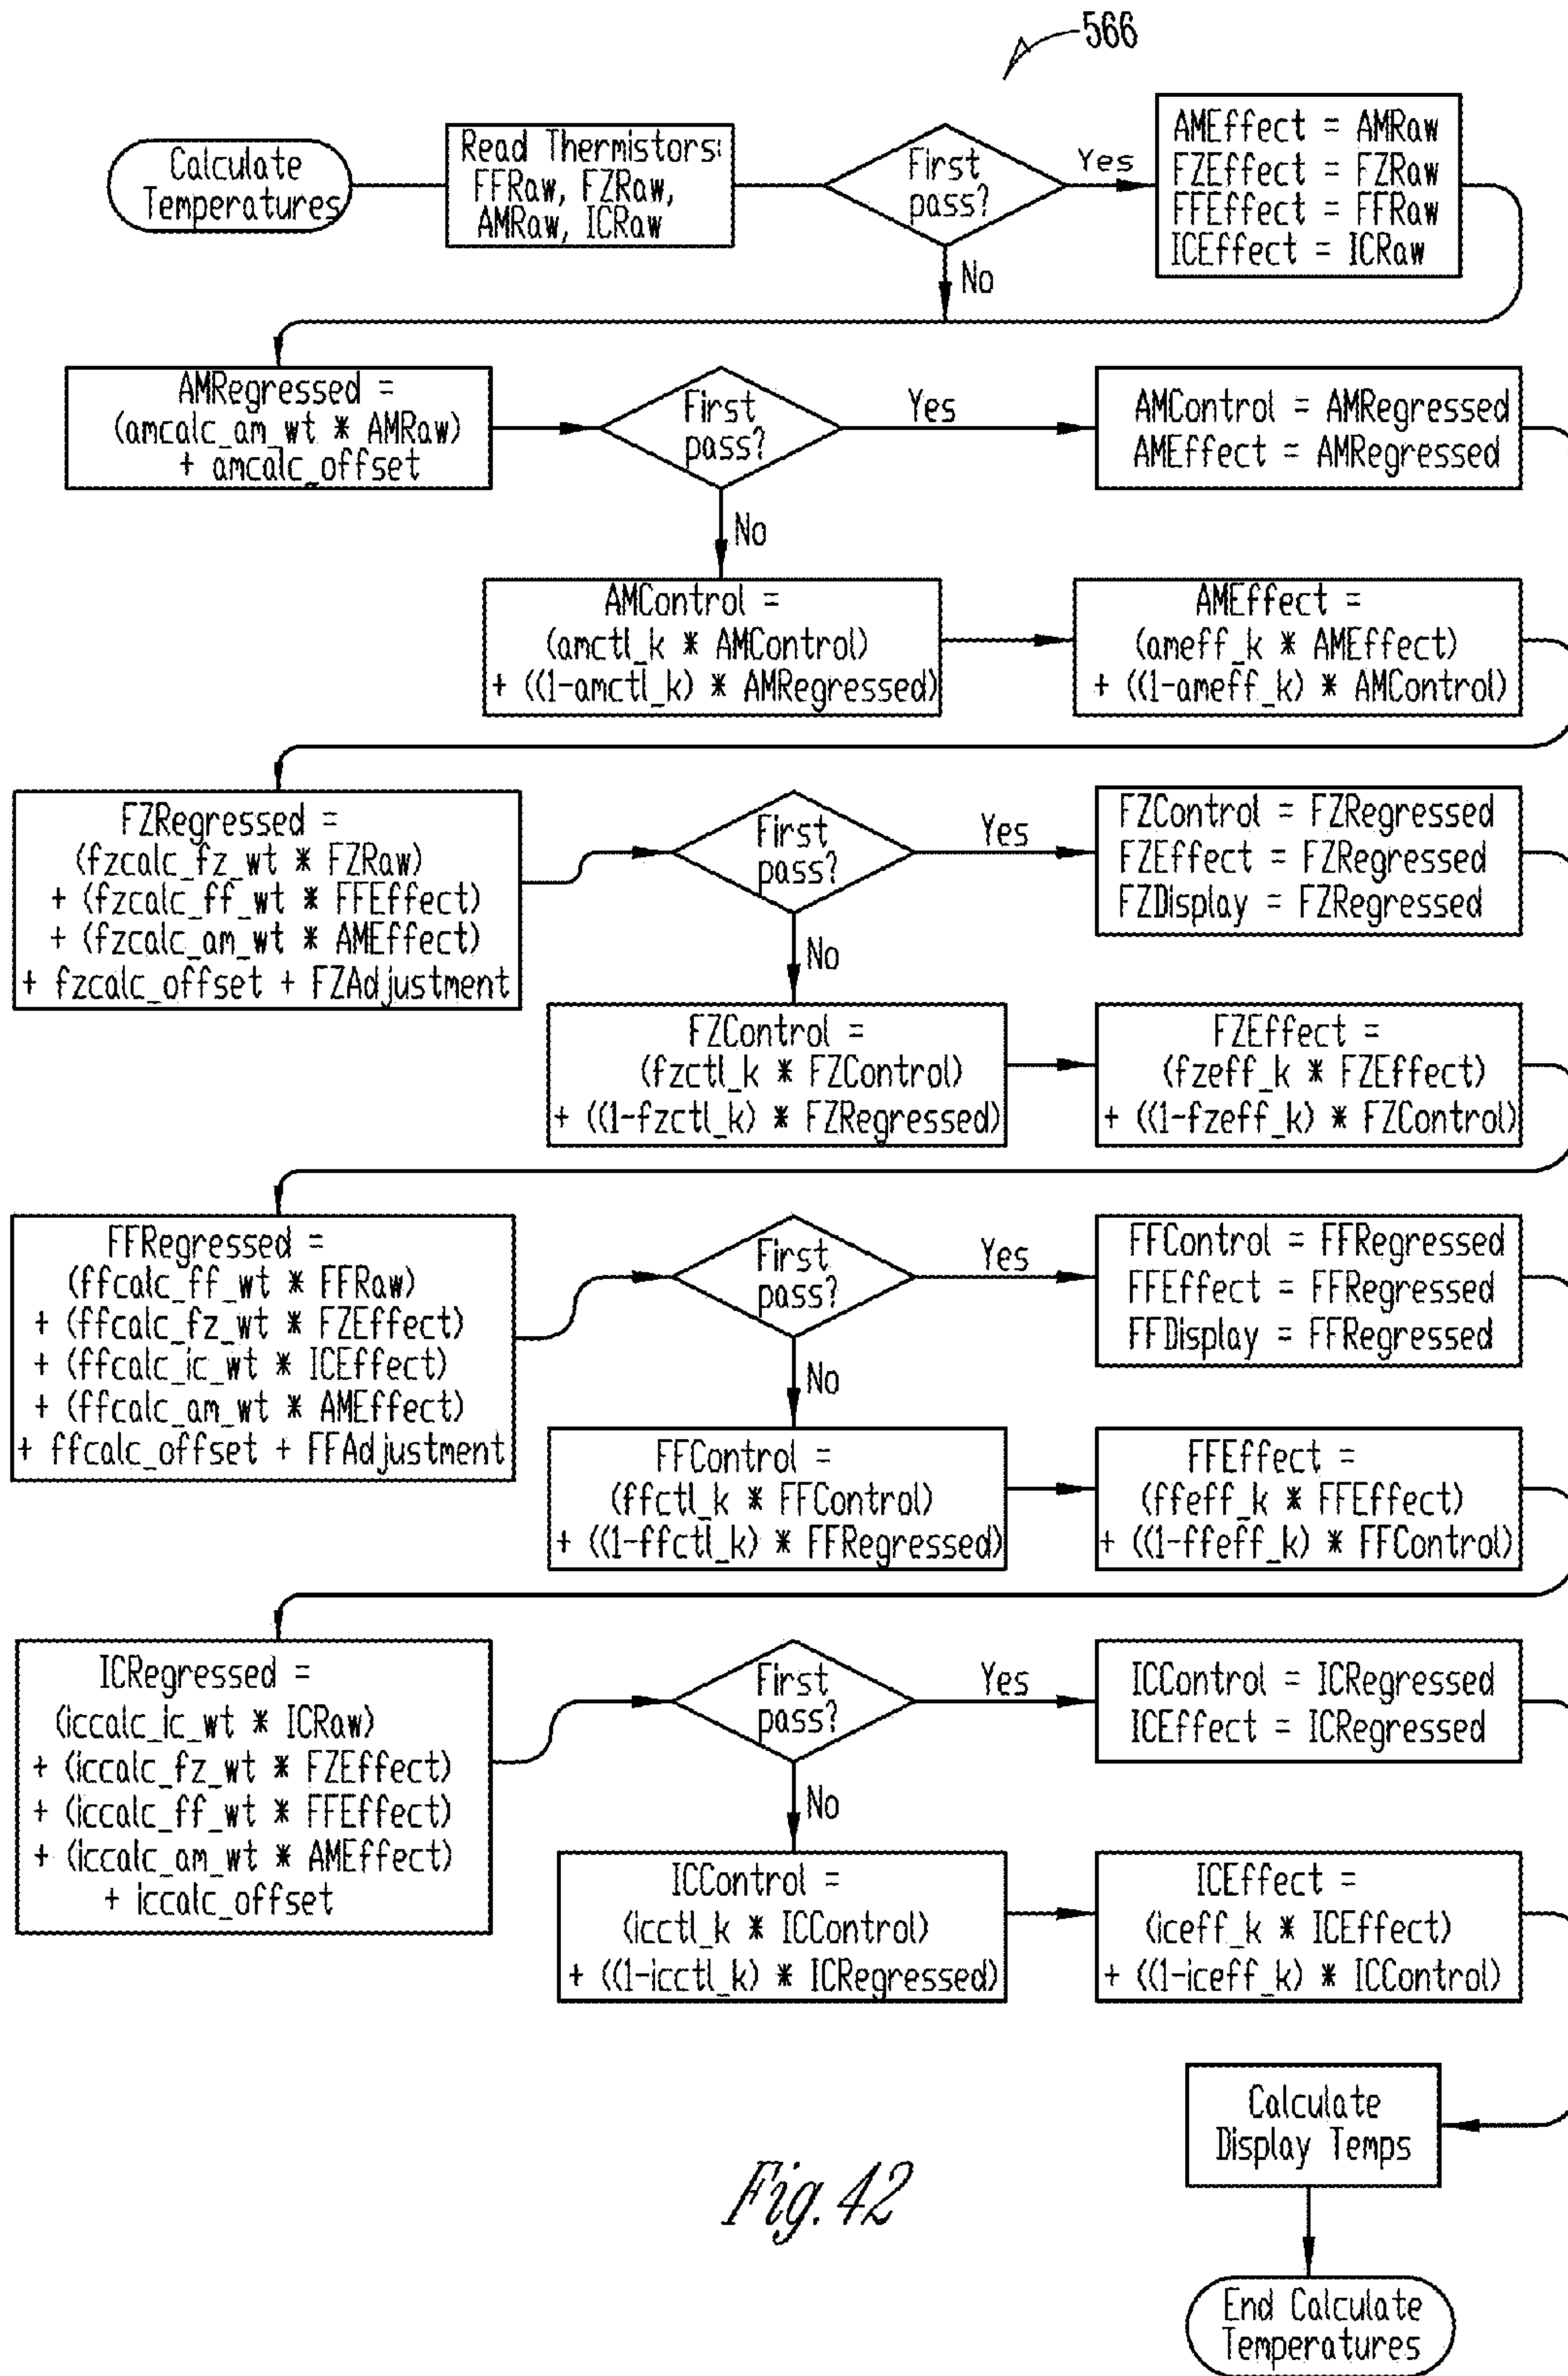 566
Calculate
Temperatures
Read Thermistors:
FFRaw, FZRaw,
AMRaw, ICRaw
First
pass?
Yes
No
AMEffect = AMRaw
FZEffect = FZRaw
FFEffect = FFRaw
ICEffect = ICRaw
AMRegressed =
(amcalc_am_wt * AMRaw)
+ amcalc_offset
First
pass?
Yes
No
AMControl = AMRegressed
AMEffect = AMRegressed
AMControl =
(amctl_k * AMControl)
+ ((1-amctl_k) * AMRegressed)
AMEffect =
(ameff_k * AMEffect)
+ ((1-ameff_k) * AMControl)
FZRegressed =
(fzcalc_fz_wt * FZRaw)
+ (fzcalc_ff_wt * FFEffect)
+ (fzcalc_am_wt * AMEffect)
+ fzcalc_offset + FZAdjustment
First
pass?
Yes
No
FZControl = FZRegressed
FZEffect = FZRegressed
FZDisplay = FZRegressed
FZControl =
(fzctl_k * FZControl)
+ ((1-fzctl_k) * FZRegressed)
FZEffect =
(fzeff_k * FZEffect)
+ ((1-fzeff_k) * FZControl)
FFRegressed =
(ffcalc_ff_wt * FFRaw)
+ (ffcalc_fz_wt * FZEffect)
+ (ffcalc_ic_wt * ICEffect)
+ (ffcalc_am_wt * AMEffect)
+ ffcalc_offset + FFAdjustment
First
pass?
Yes
No
FFControl = FFRegressed
FFEffect = FFRegressed
FFDisplay = FFRegressed
FFControl =
(ffctl_k * FFControl)
+ ((1-ffctl_k) * FFRegressed)
FFEffect =
(ffeff_k * FFEffect)
+ ((1-ffeff_k) * FFControl)
ICRegressed =
(iccalc_ic_wt * ICRaw)
+ (iccalc_fz_wt * FZEffect)
+ (iccalc_ff_wt * FFEffect)
+ (iccalc_am_wt * AMEffect)
+ iccalc_offset
First
pass?
Yes
No
ICControl = ICRegressed
ICEffect = ICRegressed
ICControl =
(icctl_k * ICControl)
+ ((1-icctl_k) * ICRegressed)
ICEffect =
(iceff_k * ICEffect)
+ ((1-iceff_k) * ICControl)
Calculate
Display Temps
Fig. 42
End Calculate
Temperatures